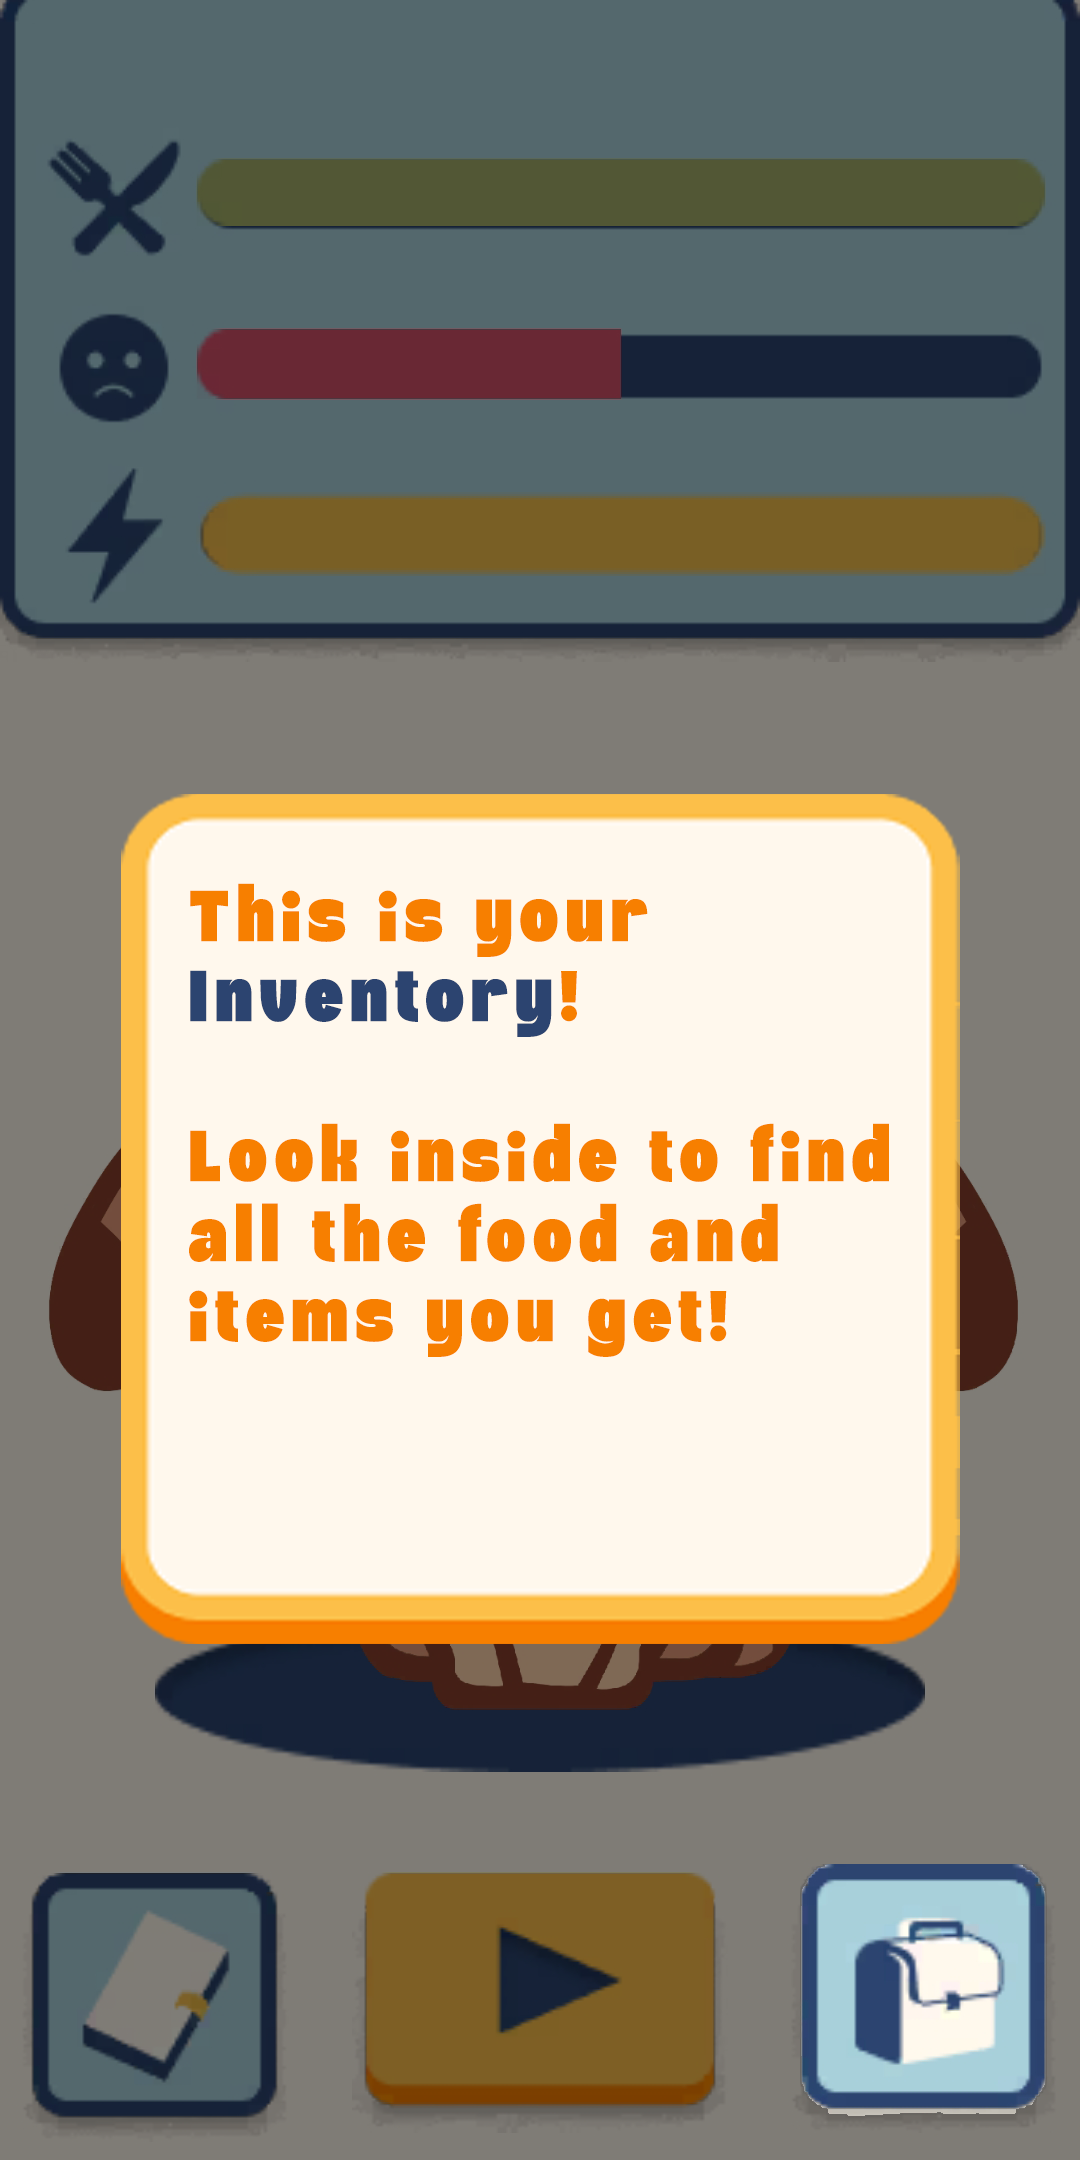 This is your
Inventory!
Look inside to find
all the food and
items you get!